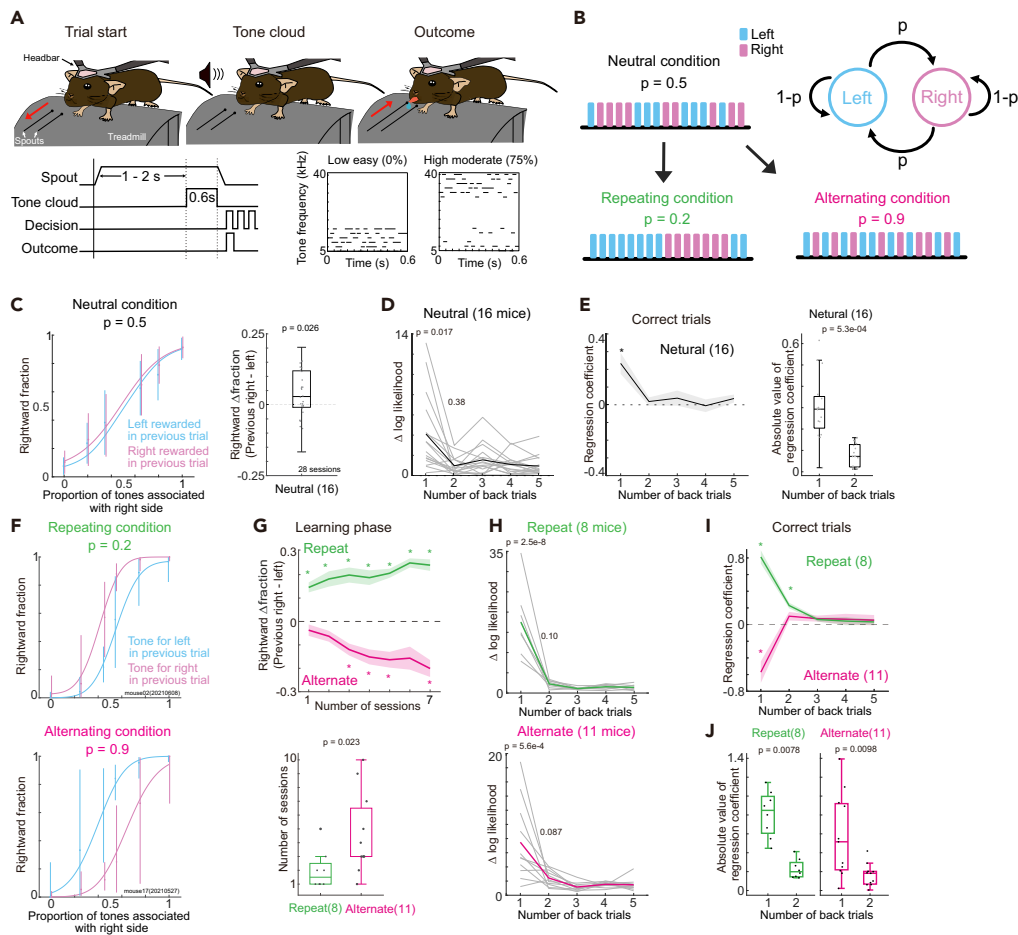 A
Trial start
Tone cloud
Outcome
Headbar
Spouts
Treadmill
Spout
1 - 2 s
Tone cloud
0.6s
Decision
Outcome
Low easy (0%)
High moderate (75%)
Tone frequency (kHz)
40
5
0
Time (s)
0.6
40
5
0
Time (s)
0.6
B
Left
Right
Neutral condition
p = 0.5
p
1-p
Left
Right
1-p
p
Repeating condition
p = 0.2
Alternating condition
p = 0.9
C
Neutral condition
p = 0.5
Rightward fraction
1
0.5
0
Left rewarded
in previous trial
Right rewarded
in previous trial
0
0.5
1
Proportion of tones associated
with right side
p = 0.026
Rightward Δfraction
(Previous right - left)
0.25
0
-0.25
28 sessions
Neutral (16)
D
Neutral (16 mice)
p = 0.017
Δ log likelihood
14
0
0.38
1 2 3 4 5
Number of back trials
E
Correct trials
Netural (16)
Regression coefficient
0.4
0
-0.4
*
1 2 3 4 5
Number of back trials
Netural (16)
p = 5.3e-04
Absolute value of
regression coefficient
0.6
0
1 2
Number of back trials
F
Repeating condition
p = 0.2
Rightward fraction
1
0
Tone for left
in previous trial
Tone for right
in previous trial
mouse02(20210608)
0 0.5 1
Alternating condition
p = 0.9
Rightward fraction
1
0
mouse17(20210527)
0 0.5 1
Proportion of tones associated
with right side
G
Learning phase
Repeat
* * * * * * *
Rightward Δfraction
(Previous right - left)
0.3
0
-0.3
Alternate
* * * *
1
Number of sessions
7
p = 0.023
Number of sessions
10
1
Repeat(8) Alternate(11)
H
Repeat (8 mice)
p = 2.5e-8
Δ log likelihood
35
0
0.10
1 2 3 4 5
Number of back trials
Alternate (11 mice)
p = 5.6e-4
Δ log likelihood
20
0
0.087
1 2 3 4 5
Number of back trials
I
Correct trials
Regression coefficient
0.8
0
-0.8
*
*
*
Repeat (8)
Alternate (11)
1 2 3 4 5
Number of back trials
J
Repeat(8)
Alternate(11)
p = 0.0078
p = 0.0098
Absolute value of
regression coefficient
1.4
0
1 2
1 2
Number of back trials